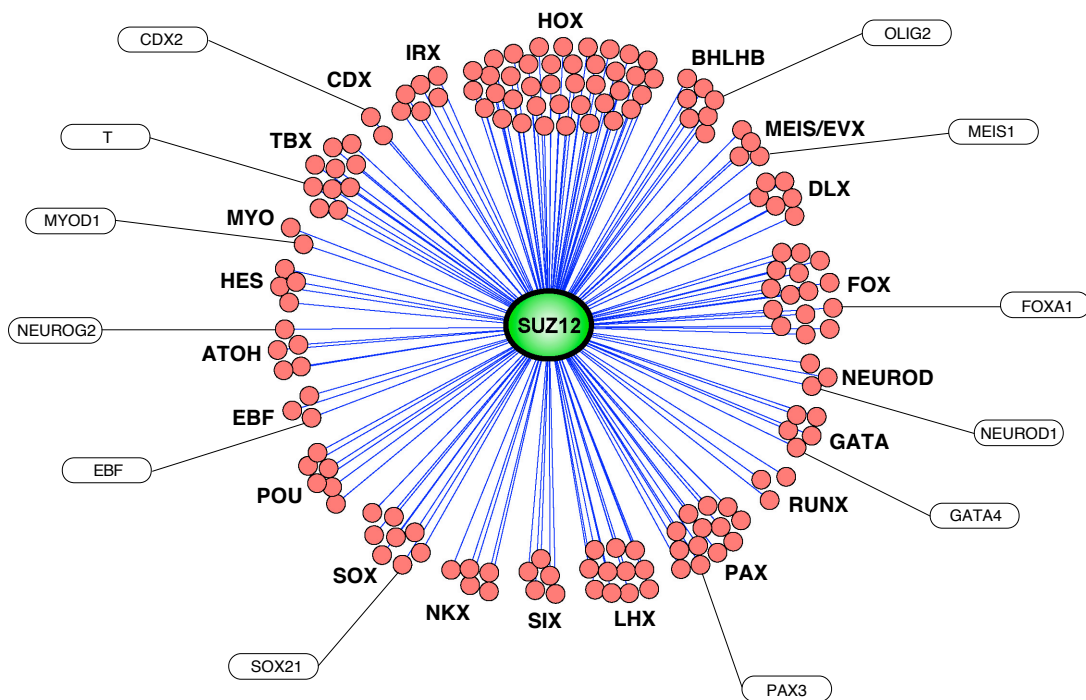 HOX
CDX2
OLIG2
IRX
BHLHB
CDX
MEIS/EVX
T
TBX
MEIS1
DLX
MYOD1
MYO
HES
FOX
FOXA1
SUZ12
NEUROG2
ATOH
NEUROD
EBF
NEUROD1
GATA
EBF
POU
RUNX
GATA4
SOX
PAX
NKX
SIX
LHX
SOX21
PAX3